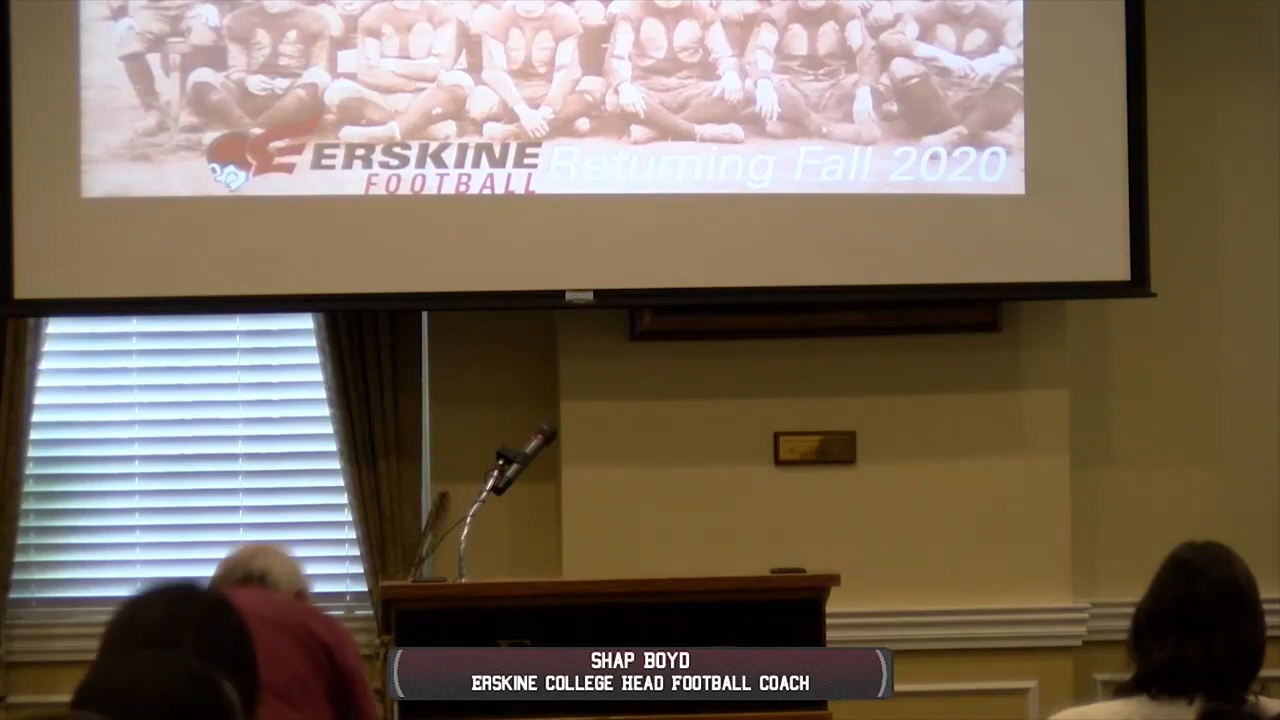 ERSKINE
FOOTBALL
Returning Fall 2020
SHAP BOYD
ERSKINE COLLEGE HEAD FOOTBALL COACH